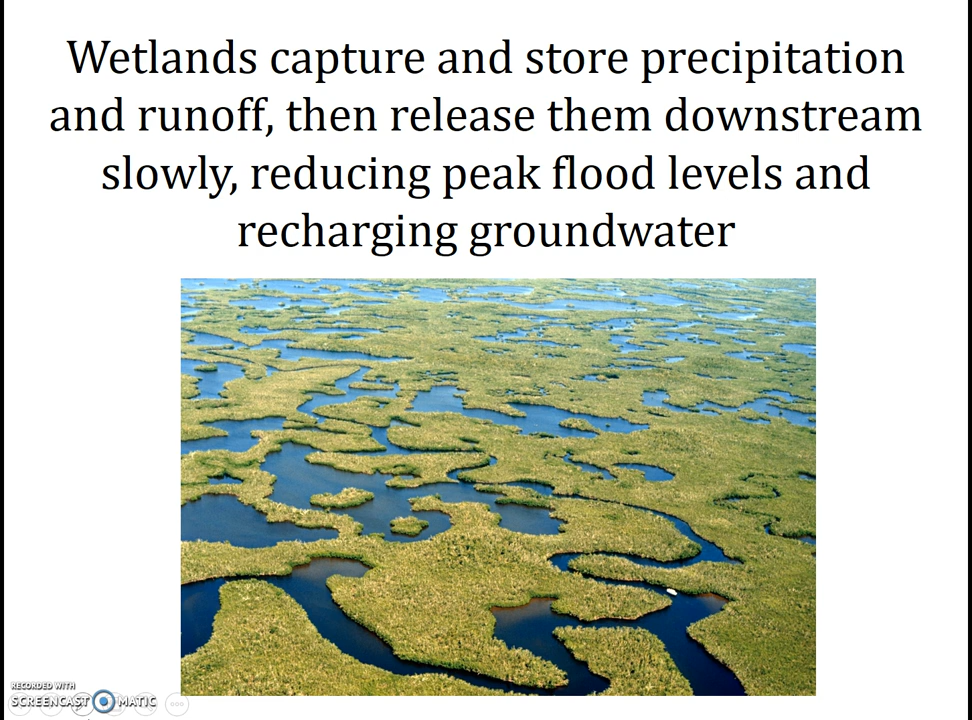 Wetlands capture and store precipitation
and runoff, then release them downstream
slowly, reducing peak flood levels and
recharging groundwater
RECORDED WITH
SCREENCAST MATIC